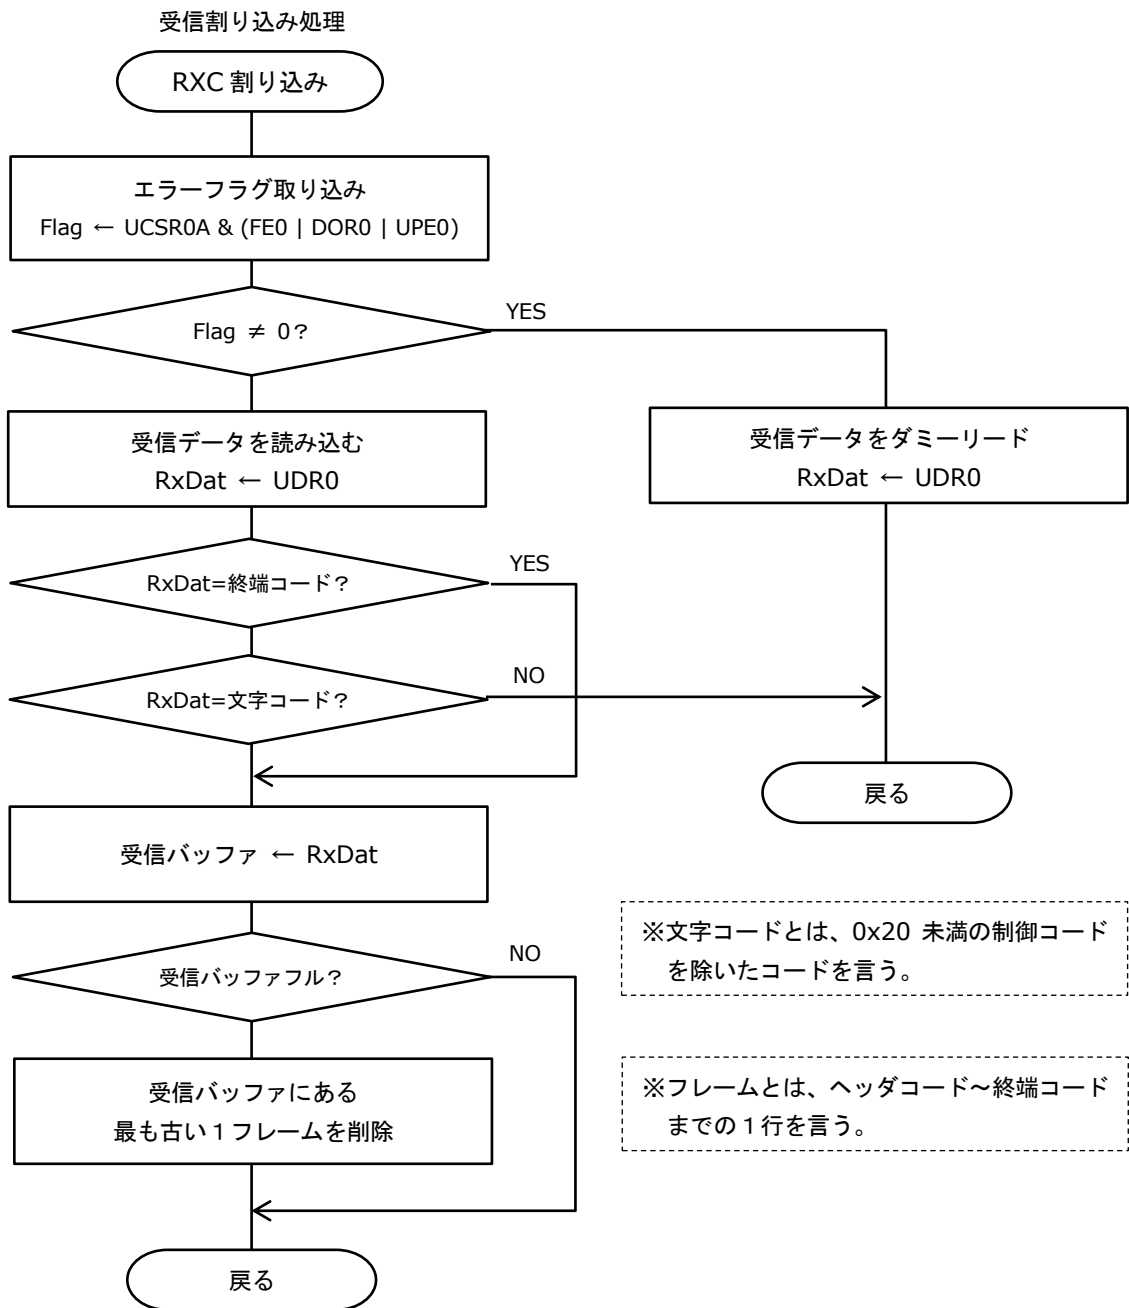 受信割り込み処理
RXC 割り込み
エラーフラグ取り込み
Flag ← UCSR0A & (FE0 | DOR0 | UPE0)
Flag ≠ 0？
YES
受信データを読み込む
RxDat ← UDR0
受信データをダミーリード
RxDat ← UDR0
RxDat=終端コード？
YES
RxDat=文字コード？
NO
戻る
受信バッファ ← RxDat
※文字コードとは、0x20 未満の制御コード
を除いたコードを言う。
受信バッファフル？
NO
受信バッファにある
最も古い１フレームを削除
※フレームとは、ヘッダコード～終端コード
までの１行を言う。
戻る